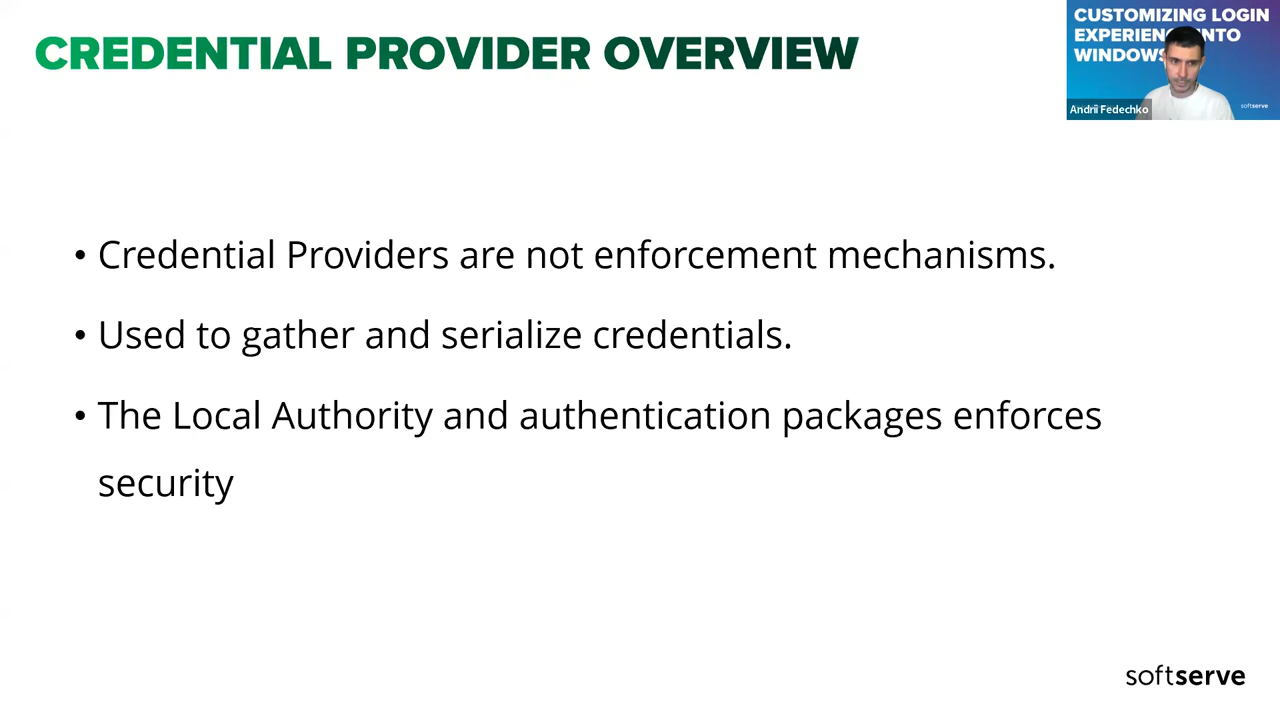 CREDENTIAL PROVIDER OVERVIEW
CUSTOMIZING LOGIN
INTO
WINDOWS
Andrii Fedechko
softserve
• Credential Providers are not enforcement mechanisms.
• Used to gather and serialize credentials.
• The Local Authority and authentication packages enforces
security
softserve